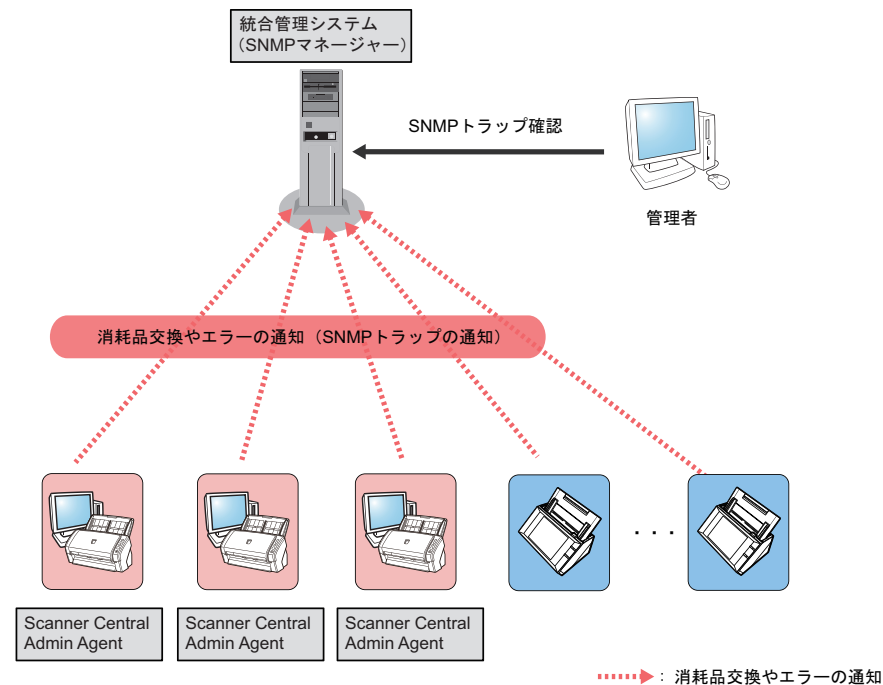 統合管理システム
（SNMPマネージャー）
SNMPトラップ確認
管理者
消耗品交換やエラーの通知（SNMPトラップの通知）
. . .
Scanner Central
Admin Agent
Scanner Central
Admin Agent
Scanner Central
Admin Agent
：消耗品交換やエラーの通知